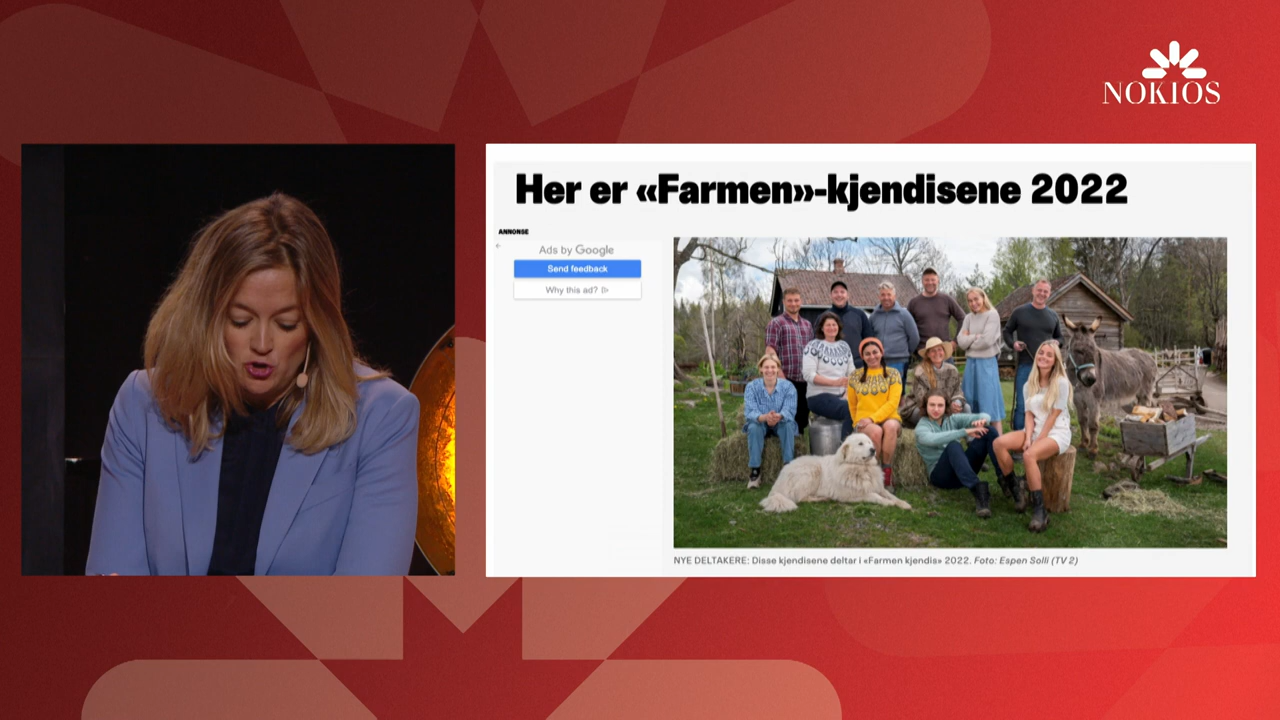 NOKIOS
Her er «Farmen»-kjendisene 2022
ANNONSE
Ads by Google
Send feedback
Why this ad?
NYE DELTAKERE: Disse kjendisene deltar i «Farmen kjendis» 2022. Foto: Espen Solli (TV 2)